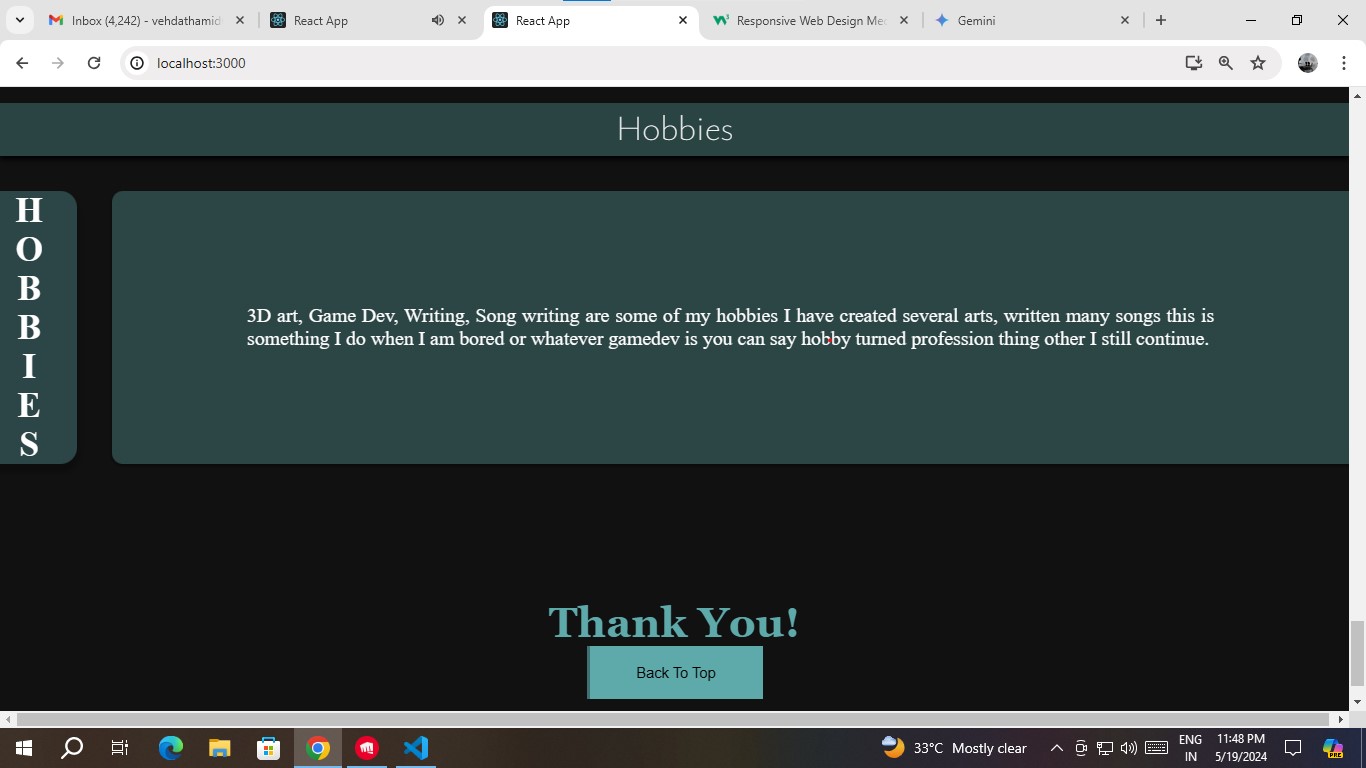 Inbox (4,242) - vehdathamid
React App
React App
Responsive Web Design Me
Gemini
localhost:3000
Hobbies
H
O
B
B
I
E
S
3D art, Game Dev, Writing, Song writing are some of my hobbies I have created several arts, written many songs this is
something I do when I am bored or whatever gamedev is you can say hobby turned profession thing other I still continue.
Thank You!
Back To Top
33°C Mostly clear
ENG
IN
11:48 PM
5/19/2024
PRE